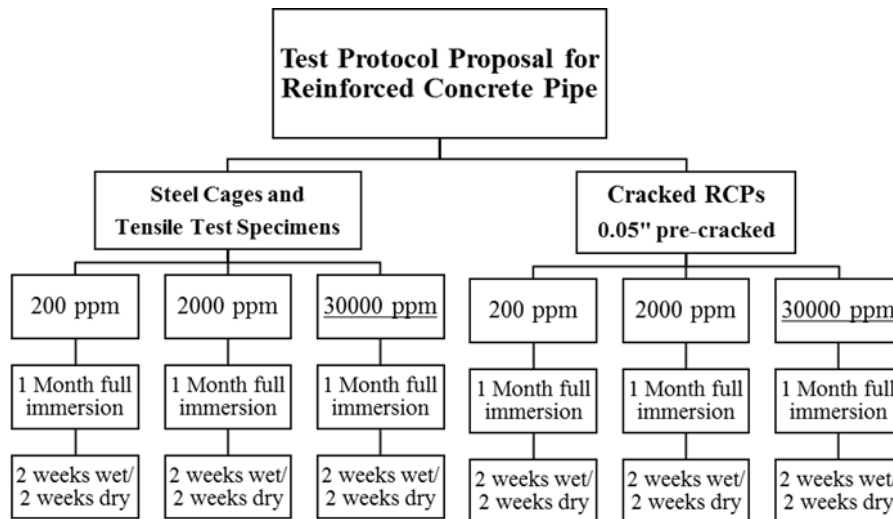 Test Protocol Proposal for
Reinforced Concrete Pipe
Steel Cages and
Tensile Test Specimens
Cracked RCPs
0.05" pre-cracked
200 ppm
2000 ppm
30000 ppm
200 ppm
2000 ppm
30000 ppm
1 Month full
immersion
1 Month full
immersion
1 Month full
immersion
1 Month full
immersion
1 Month full
immersion
1 Month full
immersion
2 weeks wet/
2 weeks dry
2 weeks wet/
2 weeks dry
2 weeks wet/
2 weeks dry
2 weeks wet/
2 weeks dry
2 weeks wet/
2 weeks dry
2 weeks wet/
2 weeks dry